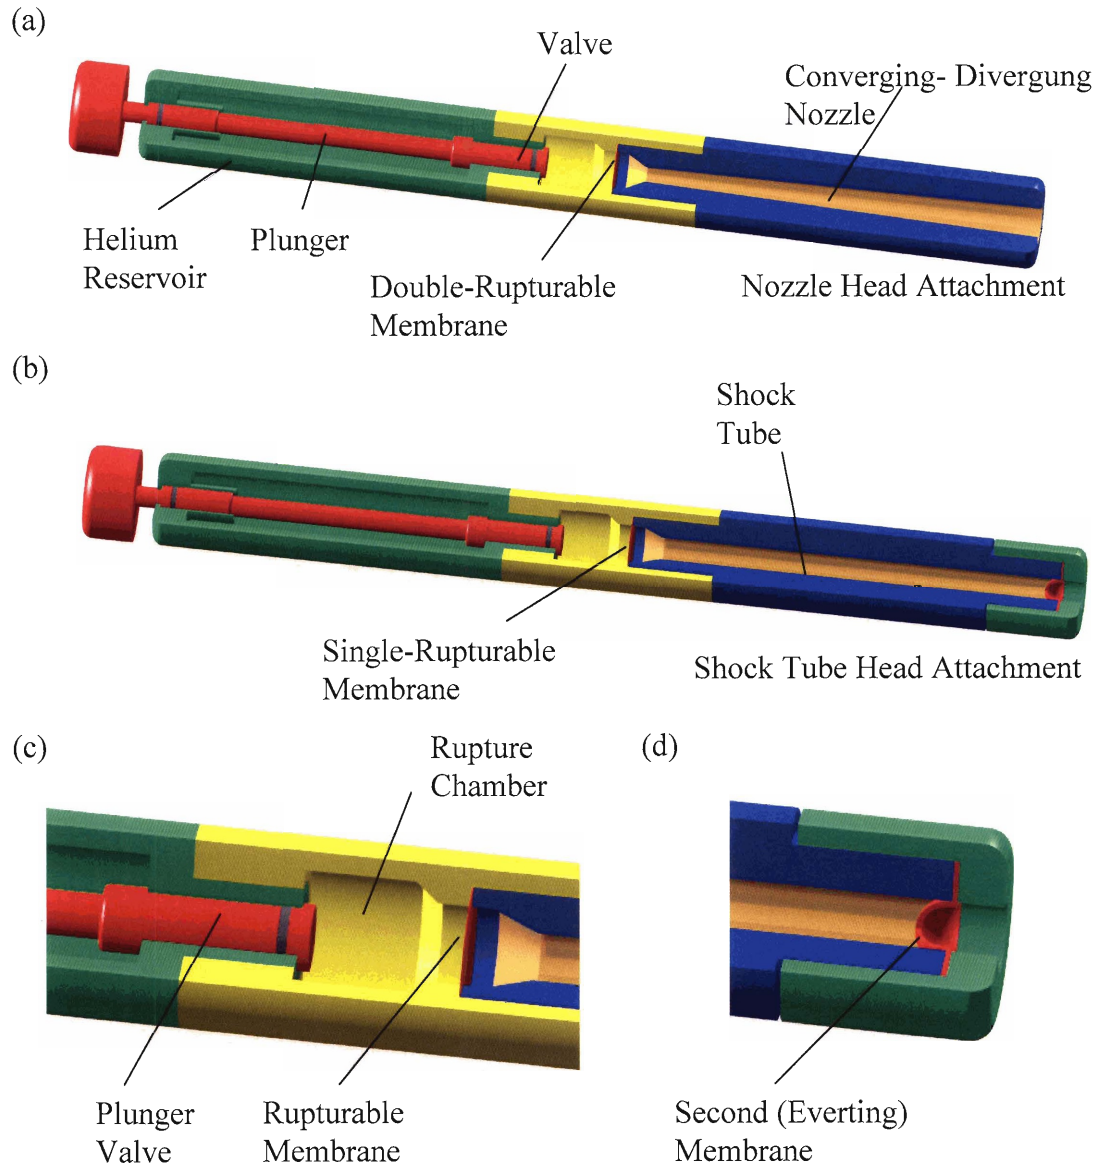 (a)
Valve
Converging- Divergung
Nozzle
Helium
Reservoir
Plunger
Double-Rupturable
Membrane
Nozzle Head Attachment
(b)
Shock
Tube
Single-Rupturable
Membrane
Shock Tube Head Attachment
(c)
Rupture
Chamber
(d)
Plunger
Valve
Rupturable
Membrane
Second (Everting)
Membrane